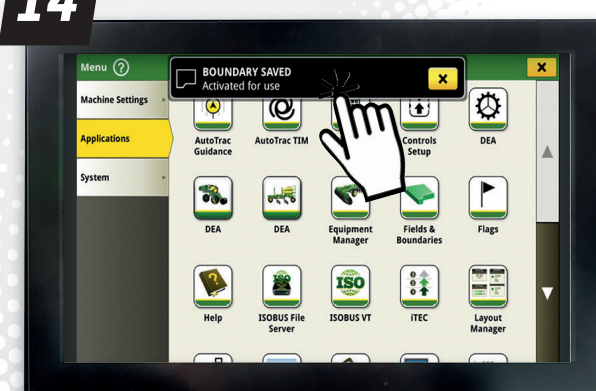 14
Menu ?
BOUNDARY SAVED
Activated for use
×
×
Machine Settings
Applications
System
AutoTrac
Guidance
AutoTrac TIM
Controls
Setup
DEA
DEA
DEA
Equipment
Manager
Fields &
Boundaries
Flags
Help
ISO
ISOBUS File
Server
ISO
ISOBUS VT
iTEC
Layout
Manager